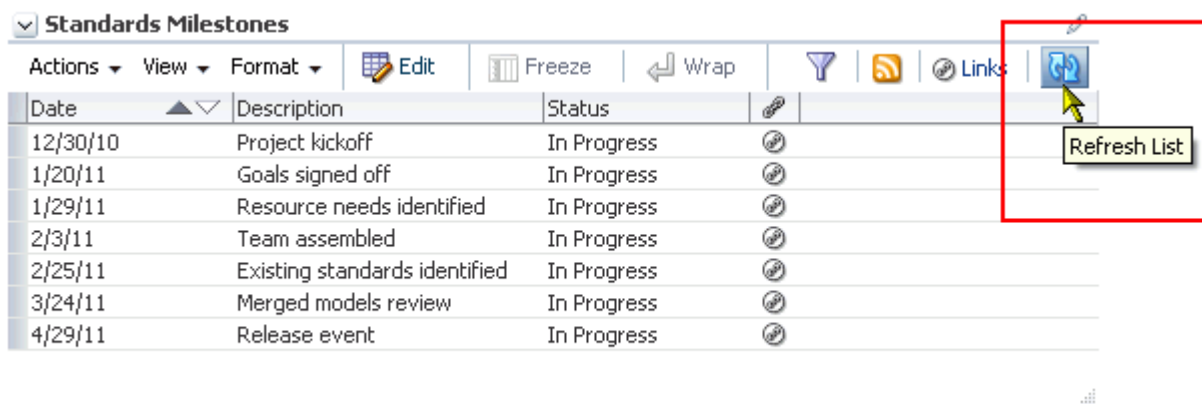 Standards Milestones
Actions View Format Edit Freeze Wrap Links
Date Description Status
Refresh List
12/30/10 Project kickoff In Progress
1/20/11 Goals signed off In Progress
1/29/11 Resource needs identified In Progress
2/3/11 Team assembled In Progress
2/25/11 Existing standards identified In Progress
3/24/11 Merged models review In Progress
4/29/11 Release event In Progress